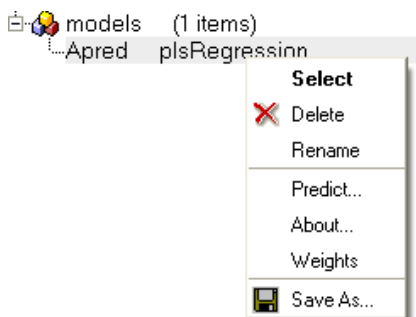 models (1 items)
Apred plsRegression
Select
Delete
Rename
Predict...
About...
Weights
Save As...